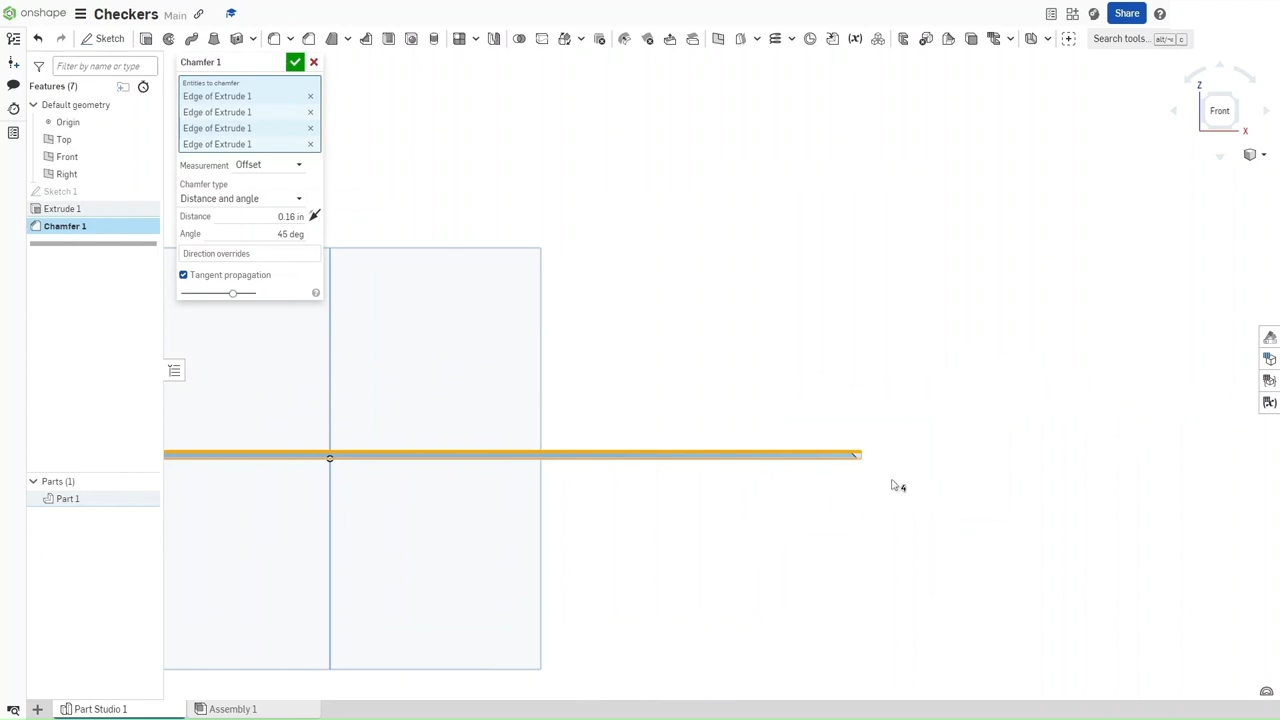 onshape Checkers Main Share
Sketch Search tools... alt/⌥ c
Filter by name or type
Features (7)
Default geometry
Origin
Top
Front
Right
Sketch 1
Extrude 1
Chamfer 1
Parts (1)
Part 1
Chamfer 1
Entities to chamfer
Edge of Extrude 1
Edge of Extrude 1
Edge of Extrude 1
Edge of Extrude 1
Measurement Offset
Chamfer type
Distance and angle
Distance 0.16 in
Angle 45 deg
Direction overrides
Tangent propagation
4
Z
Front
X
Part Studio 1 Assembly 1